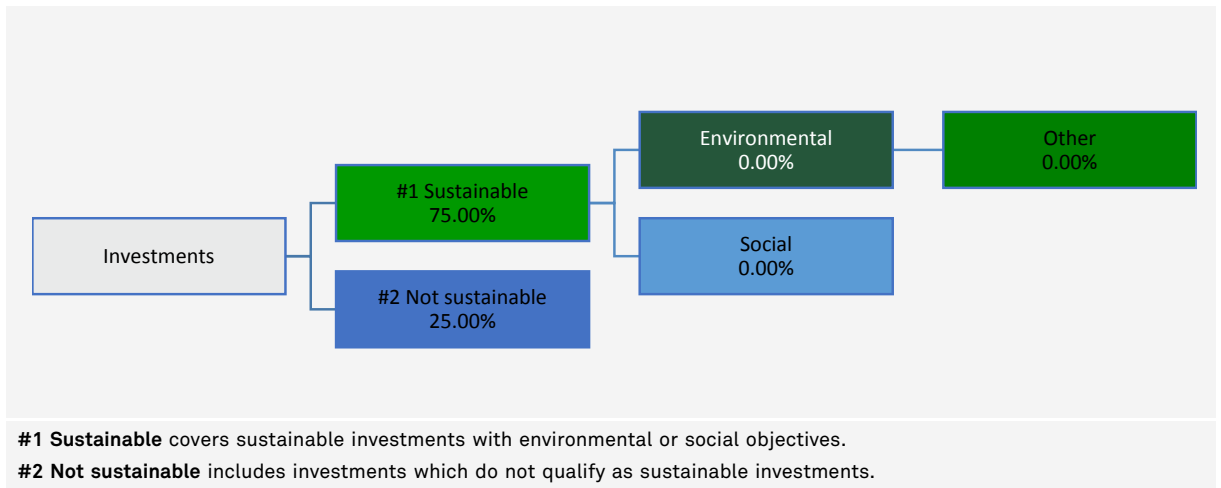 Investments
#1 Sustainable
75.00%
#2 Not sustainable
25.00%
Environmental
0.00%
Social
0.00%
Other
0.00%
#1 Sustainable covers sustainable investments with environmental or social objectives.
#2 Not sustainable includes investments which do not qualify as sustainable investments.